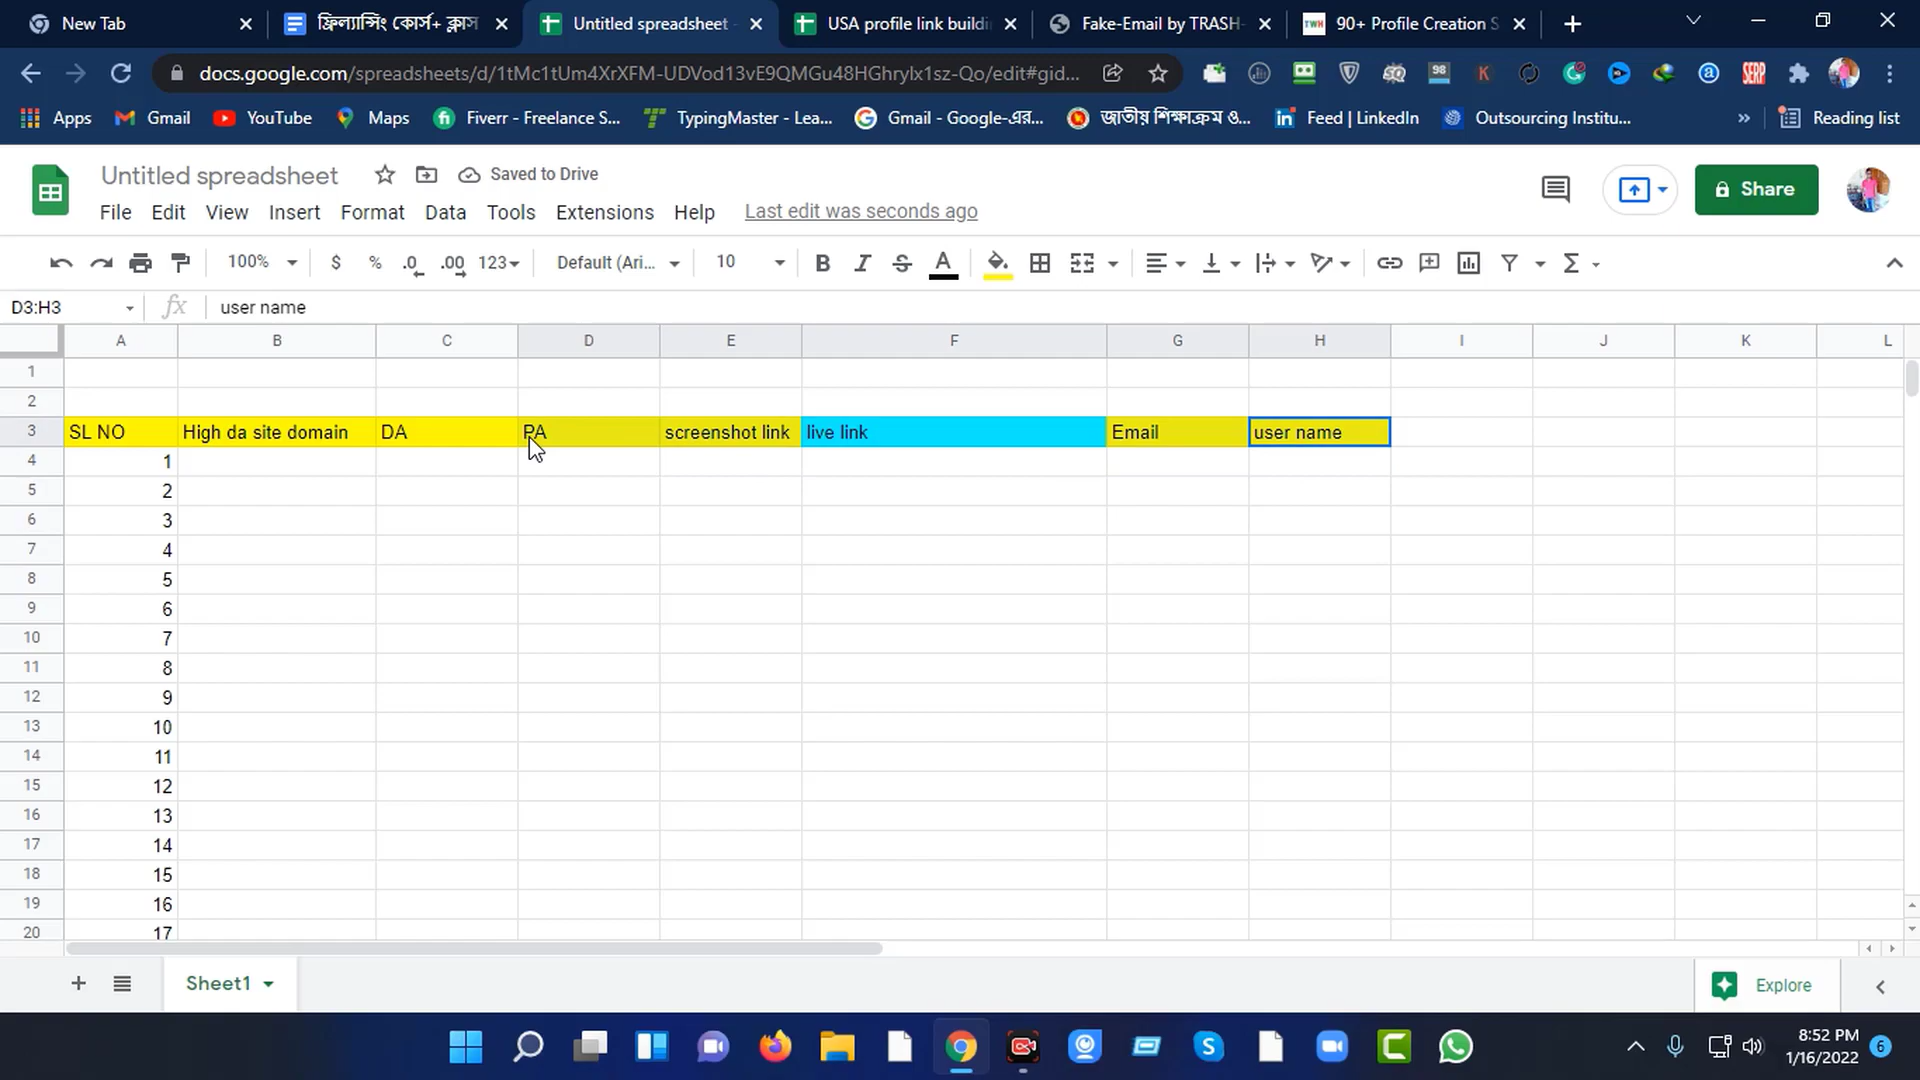 New Tab
ফ্রিল্যান্সিং কোর্স+ ক্লাস
Untitled spreadsheet -
USA profile link buildi
Fake-Email by TRASH-
90+ Profile Creation S
docs.google.com/spreadsheets/d/1tMc1tUm4XrXFM-UDVod13vE9QMGu48HGhrylx1sz-Qo/edit#gid...
Apps
Gmail
YouTube
Maps
Fiverr - Freelance S...
TypingMaster - Lea...
Gmail - Google-এর...
জাতীয় শিক্ষাক্রম ও...
Feed | LinkedIn
Outsourcing Institu...
Reading list
Untitled spreadsheet
Saved to Drive
Share
File Edit View Insert Format Data Tools Extensions Help Last edit was seconds ago
100% $ % .0 .00 123 Default (Ari... 10 B I S A
D3:H3 fx user name
A B C D E F G H I J K L
1
2
3 SL NO High da site domain DA PA screenshot link live link Email user name
4 1
5 2
6 3
7 4
8 5
9 6
10 7
11 8
12 9
13 10
14 11
15 12
16 13
17 14
18 15
19 16
20 17
Sheet1
Explore
8:52 PM
1/16/2022
6